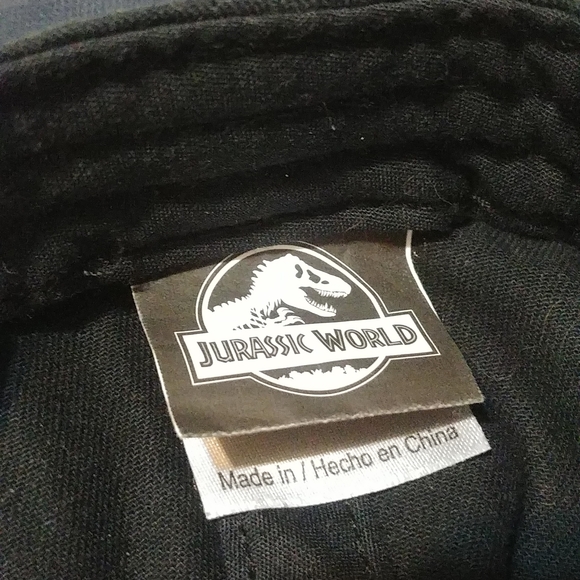 JURASSIC WORLD
Made in / Hecho en China